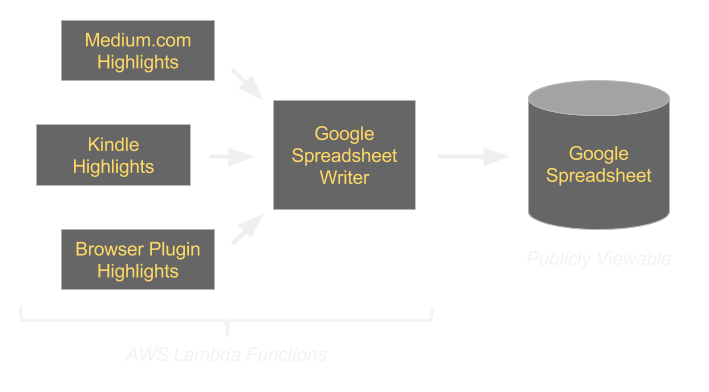 Medium.com
Highlights
Kindle
Highlights
Browser Plugin
Highlights
Google
Spreadsheet
Writer
Google
Spreadsheet
Publicly Viewable
AWS Lambda Functions